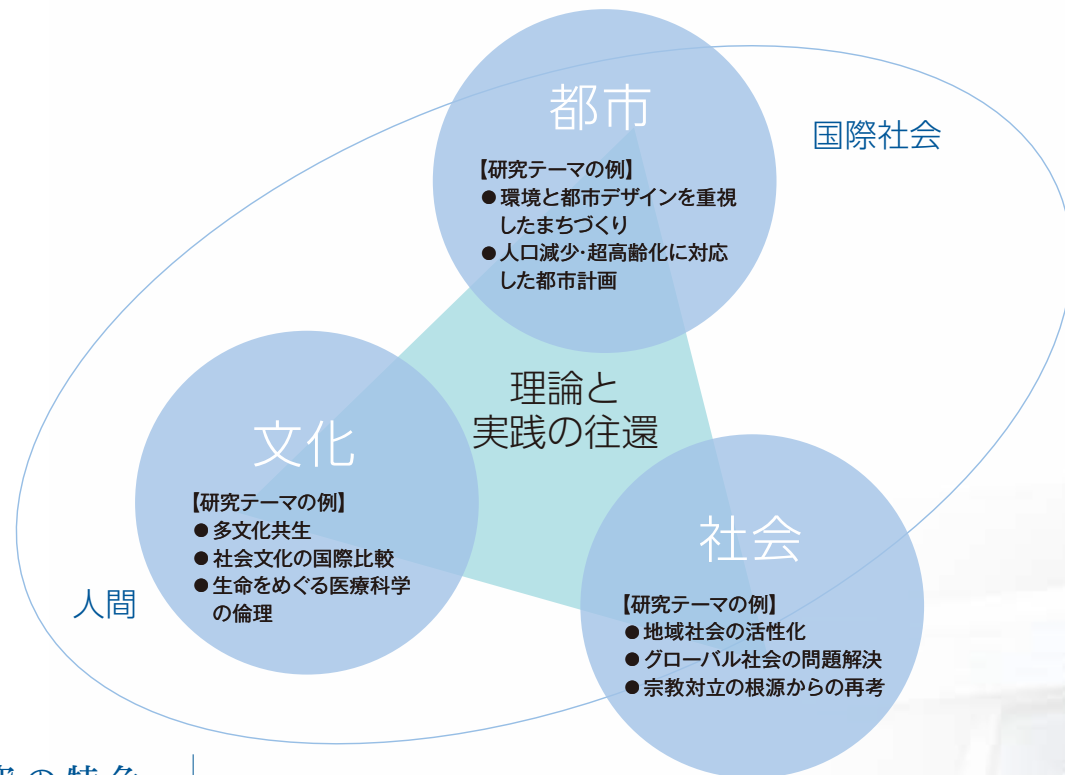 都市
【研究テーマの例】
●環境と都市デザインを重視
したまちづくり
●人口減少・超高齢化に対応
した都市計画
国際社会
理論と
実践の往還
文化
【研究テーマの例】
●多文化共生
●社会文化の国際比較
●生命をめぐる医療科学
の倫理
人間
社会
【研究テーマの例】
●地域社会の活性化
●グローバル社会の問題解決
●宗教対立の根源からの再考
の特色